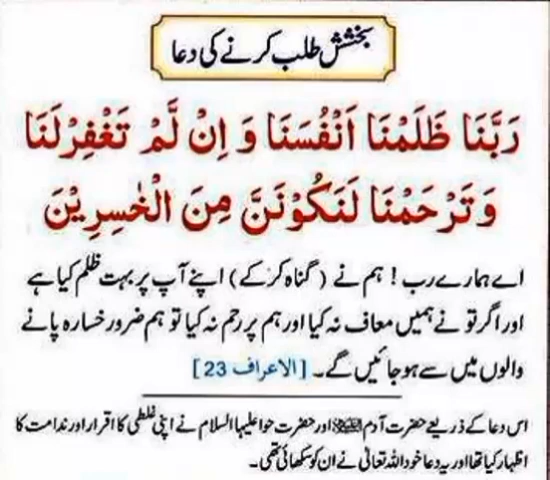 بخشش طلب کرنے کی دعا
رَبَّنَا ظَلَمْنَا اَنْفُسَنَا وَ اِنْ لَّمْ تَغْفِرْلَنَا
وَ تَرْحَمْنَا لَنَكُوْنَنَّ مِنَ الْخٰسِرِيْنَ
اے ہمارے رب ! ہم نے ( گناہ کرکے ) اپنے آپ پر بہت ظلم کیا ہے
اور اگر تو نے ہمیں معاف نہ کیا اور ہم پر رحم نہ کیا تو ہم ضرور خسارہ پانے
والوں میں سے ہو جائیں گے۔ [الاعراف 23]
اس دعا کے ذریعے حضرت آدم اور حضرت حوا علیہا السلام نے اپنی غلطی کا اقرار اور ندامت کا
اظہار کیا تھا اور یہ دعا خود اللہ تعالیٰ نے ان کو سکھائی تھی۔